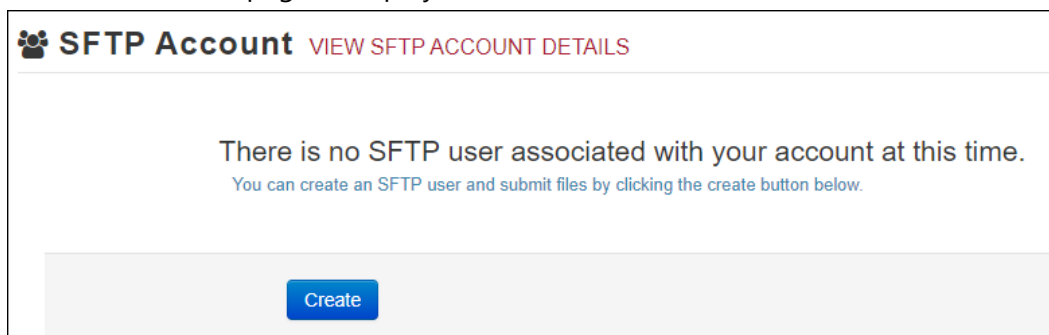 SFTP Account VIEW SFTP ACCOUNT DETAILS
There is no SFTP user associated with your account at this time.
You can create an SFTP user and submit files by clicking the create button below.
Create